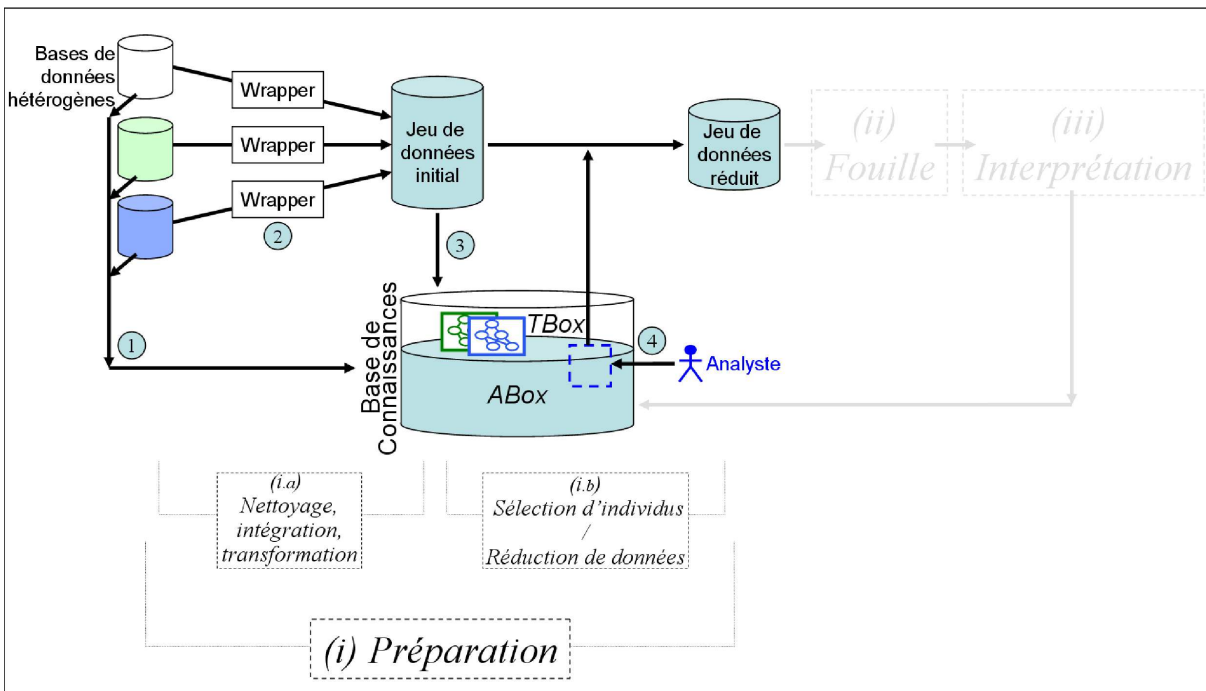 Bases de
données
hétérogènes
Wrapper
Wrapper
Wrapper
2
Jeu de
données
initial
Jeu de
données
réduit
(ii)
Fouille
(iii)
Interprétation
3
1
Base de
Connaissances
TBox
ABox
4
Analyste
(i.a)
Nettoyage,
intégration,
transformation
(i.b)
Sélection d'individus
/
Réduction de données
(i) Préparation